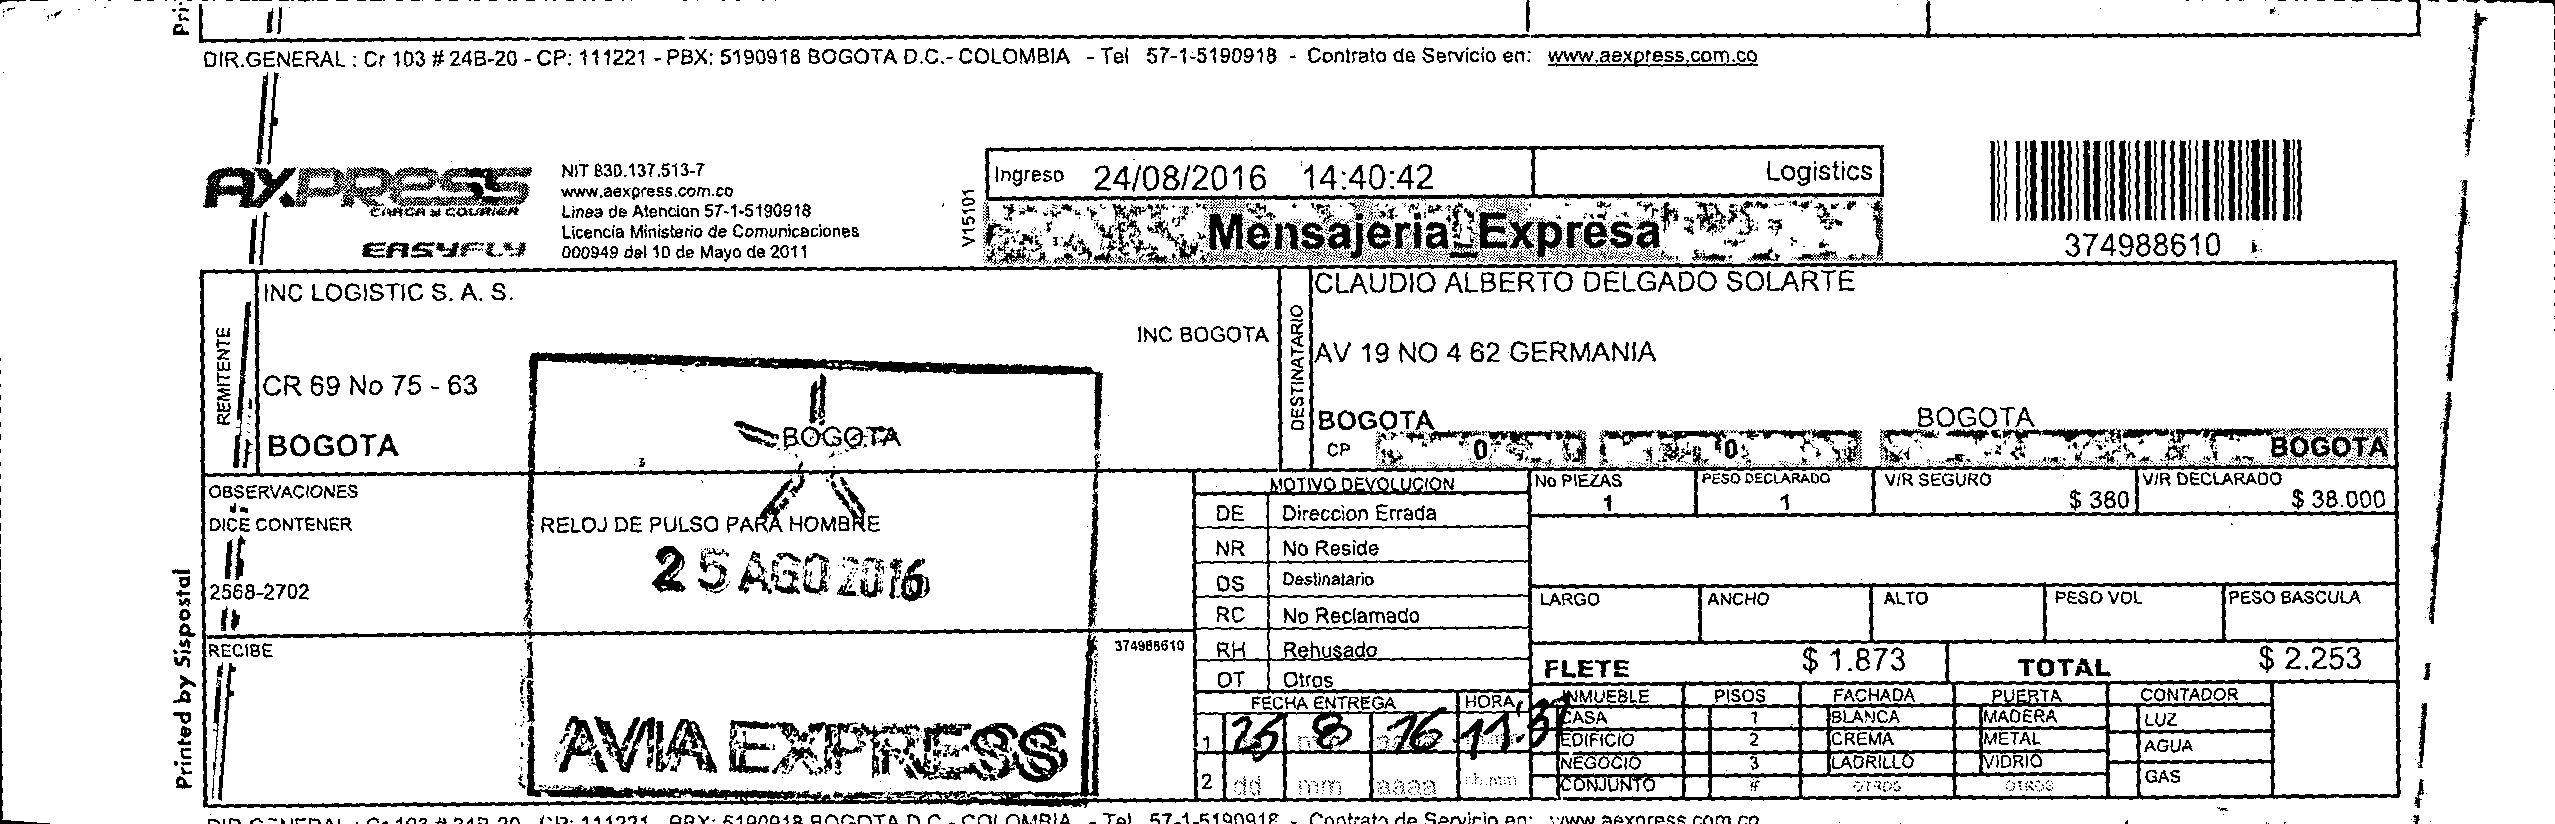 DIR.GENERAL : Cr 103 # 24B-20 - CP: 111221 - PBX: 5190918 BOGOTA D.C.- COLOMBIA - Tel 57-1-5190918 - Contrato de Servicio en: www.aexpress.com.co
AXPRESS
CARGA Y COURIER
EASYFLY
NIT 830.137.513-7
www.aexpress.com.co
Linea de Atencion 57-1-5190918
Licencia Ministerio de Comunicaciones
000949 del 10 de Mayo de 2011
V15101
Ingreso 24/08/2016 14:40:42 Logistics
Mensajeria Expresa
374988610
REMITENTE
INC LOGISTIC S. A. S.
INC BOGOTA
CR 69 No 75 - 63
BOGOTA
BOGOTA
DESTINATARIO
CLAUDIO ALBERTO DELGADO SOLARTE
AV 19 NO 4 62 GERMANIA
BOGOTA BOGOTA
CP 0 0 BOGOTA
OBSERVACIONES
DICE CONTENER RELOJ DE PULSO PARA HOMBRE
25 AGO 2016
2568-2702
RECIBE
374988610
AVIA EXPRESS
Printed by Sispostal
MOTIVO DEVOLUCION
DE Direccion Errada
NR No Reside
DS Destinatario
RC No Reclamado
RH Rehusado
OT Otros
FECHA ENTREGA HORA
1 25 8 16 11:37
2 dd mm aaaa hh:mm
No PIEZAS PESO DECLARADO V/R SEGURO V/R DECLARADO
1 1 $ 380 $ 38.000
LARGO ANCHO ALTO PESO VOL PESO BASCULA
FLETE $ 1.873 TOTAL $ 2.253
INMUEBLE PISOS FACHADA PUERTA CONTADOR
CASA 1 BLANCA MADERA LUZ
EDIFICIO 2 CREMA METAL AGUA
NEGOCIO 3 LADRILLO VIDRIO
CONJUNTO # OTROS OTROS GAS
DIR.GENERAL : Cr 103 # 24B-20 - CP: 111221 - PBX: 5190918 BOGOTA D.C.- COLOMBIA - Tel 57-1-5190918 - Contrato de Servicio en: www.aexpress.com.co